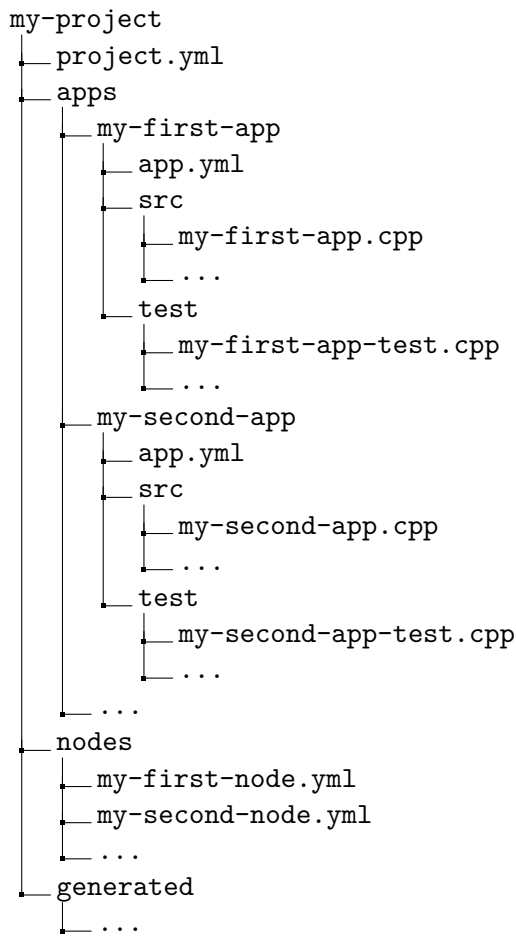 my-project
project.yml
apps
my-first-app
app.yml
src
my-first-app.cpp
...
test
my-first-app-test.cpp
...
my-second-app
app.yml
src
my-second-app.cpp
...
test
my-second-app-test.cpp
...
...
nodes
my-first-node.yml
my-second-node.yml
...
generated
...